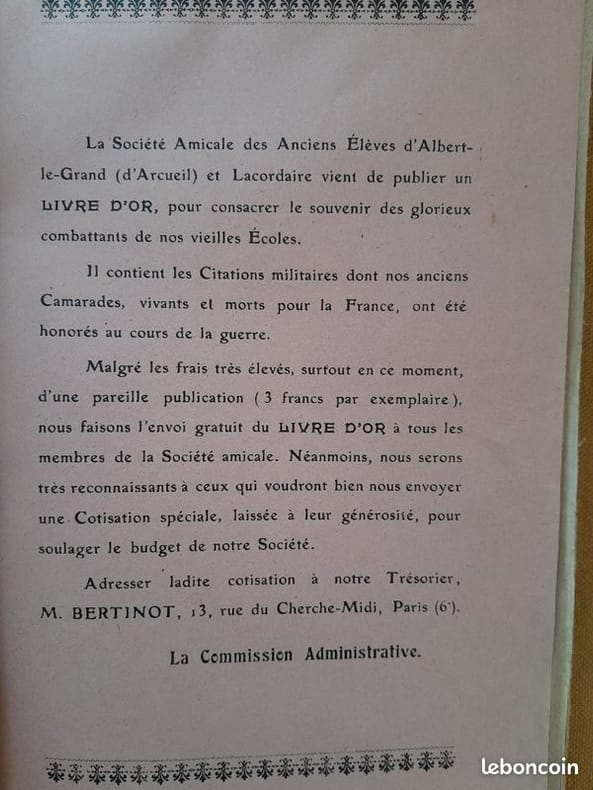 La Société Amicale des Anciens Élèves d'Albert-
le-Grand (d'Arcueil) et Lacordaire vient de publier un
LIVRE D'OR, pour consacrer le souvenir des glorieux
combattants de nos vieilles Écoles.
Il contient les Citations militaires dont nos anciens
Camarades, vivants et morts pour la France, ont été
honorés au cours de la guerre.
Malgré les frais très élevés, surtout en ce moment,
d'une pareille publication (3 francs par exemplaire),
nous faisons l'envoi gratuit du LIVRE D'OR à tous les
membres de la Société amicale. Néanmoins, nous serons
très reconnaissants à ceux qui voudront bien nous envoyer
une Cotisation spéciale, laissée à leur générosité, pour
soulager le budget de notre Société.
Adresser ladite cotisation à notre Trésorier,
M. BERTINOT, 13, rue du Cherche-Midi, Paris (6ᵉ).
La Commission Administrative.
leboncoin